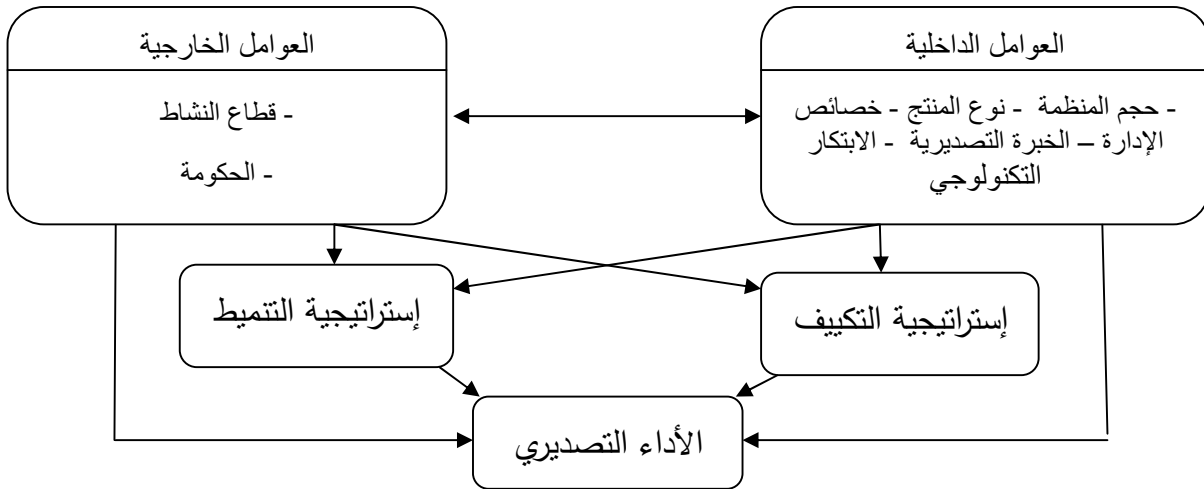 العوامل الداخلية
- حجم المنظمة - نوع المنتج - خصائص
الإدارة – الخبرة التصديرية - الابتكار
التكنولوجي
العوامل الخارجية
- قطاع النشاط
- الحكومة
إستراتيجية التكييف
إستراتيجية التنميط
الأداء التصديري